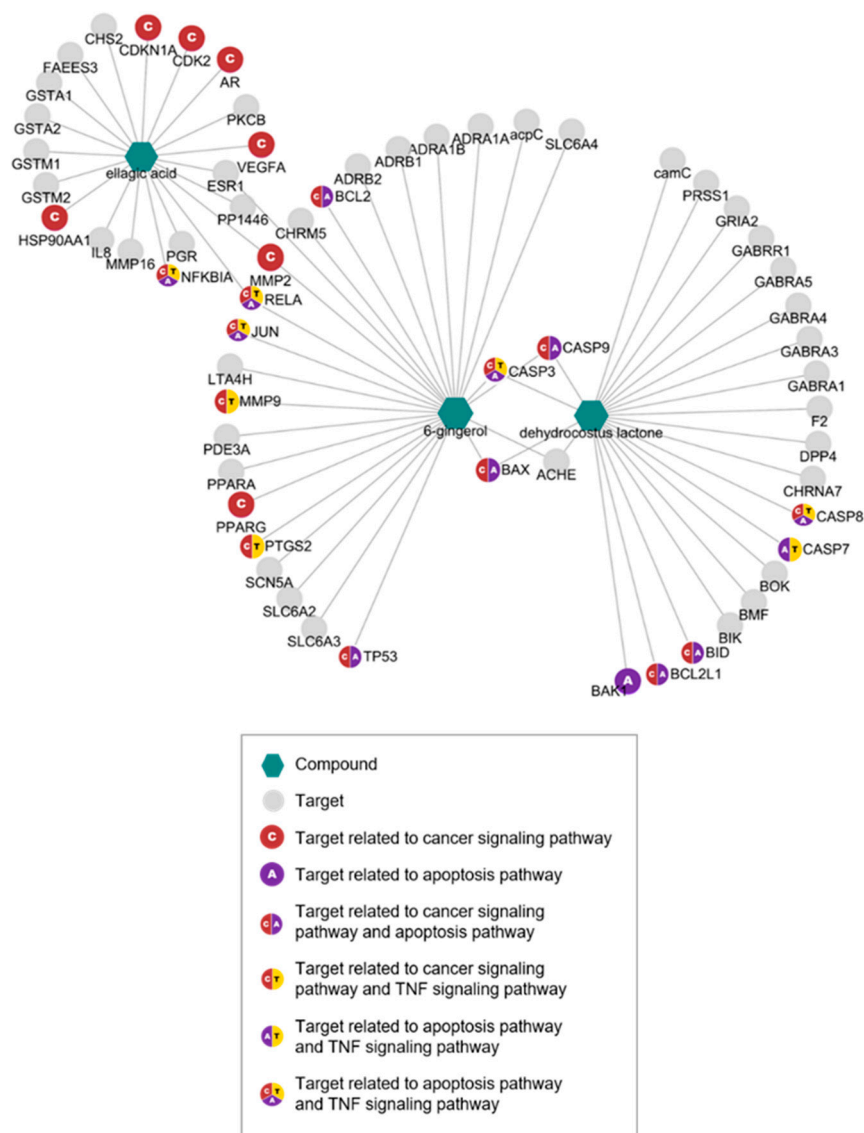 CHS2
C
CDKN1A
C
CDK2
C
AR
FAEES3
GSTA1
GSTA2
GSTM1
GSTM2
C
HSP90AA1
IL8
MMP16
PGR
C T A
NFKBIA
ellagic acid
PKCB
C
VEGFA
ESR1
PP1446
CHRM5
C
MMP2
C T A
RELA
C T A
JUN
C A
BCL2
ADRB2
ADRB1
ADRA1B
ADRA1A
acpC
SLC6A4
LTA4H
C T
MMP9
PDE3A
PPARA
C
PPARG
C T
PTGS2
SCN5A
SLC6A2
SLC6A3
C A
TP53
6-gingerol
C T A
CASP3
C A
CASP9
C A
BAX
ACHE
dehydrocostus lactone
camC
PRSS1
GRIA2
GABRR1
GABRA5
GABRA4
GABRA3
GABRA1
F2
DPP4
CHRNA7
C T A
CASP8
A T
CASP7
BOK
BMF
BIK
C A
BID
C A
BCL2L1
A
BAK1
Compound
Target
C
Target related to cancer signaling pathway
A
Target related to apoptosis pathway
C A
Target related to cancer signaling
pathway and apoptosis pathway
C T
Target related to cancer signaling
pathway and TNF signaling pathway
A T
Target related to apoptosis pathway
and TNF signaling pathway
C T A
Target related to apoptosis pathway
and TNF signaling pathway